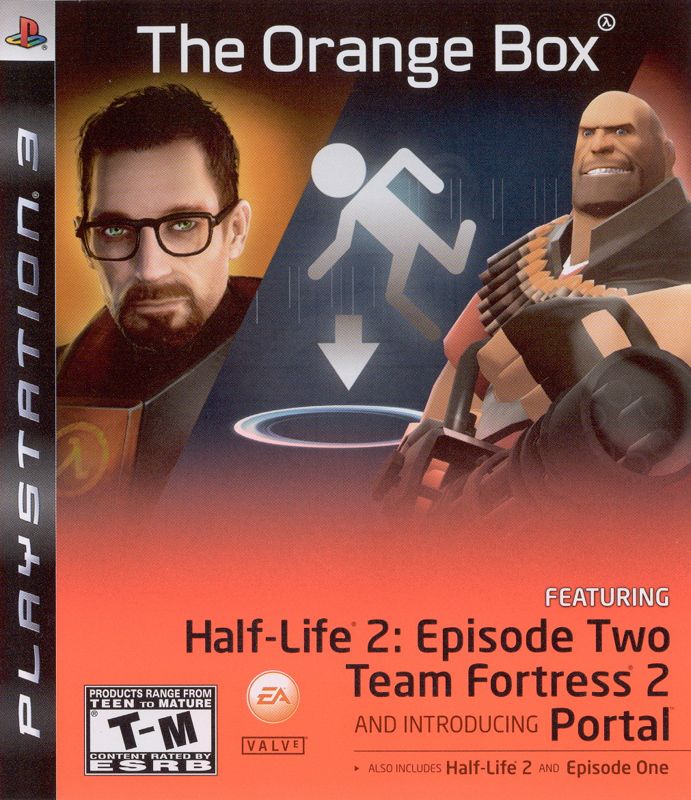 The Orange Box λ
PLAYSTATION® 3
FEATURING
Half-Life® 2: Episode Two
Team Fortress® 2
AND INTRODUCING Portal™
▸ ALSO INCLUDES Half-Life® 2 AND Episode One
EA
VALVE®
PRODUCTS RANGE FROM
TEEN TO MATURE
® T-M
CONTENT RATED BY
ESRB